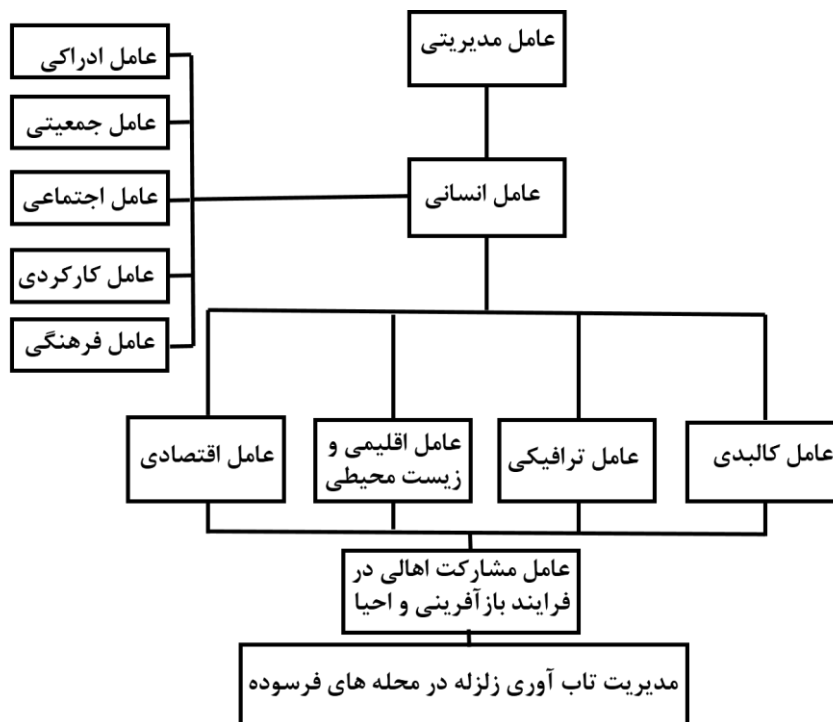 عامل مدیریتی
عامل ادراکی
عامل جمعیتی
عامل انسانی
عامل اجتماعی
عامل کارکردی
عامل فرهنگی
عامل کالبدی
عامل ترافیکی
عامل اقلیمی و
زیست محیطی
عامل اقتصادی
عامل مشارکت اهالی در
فرایند بازآفرینی و احیا
مدیریت تاب آوری زلزله در محله های فرسوده